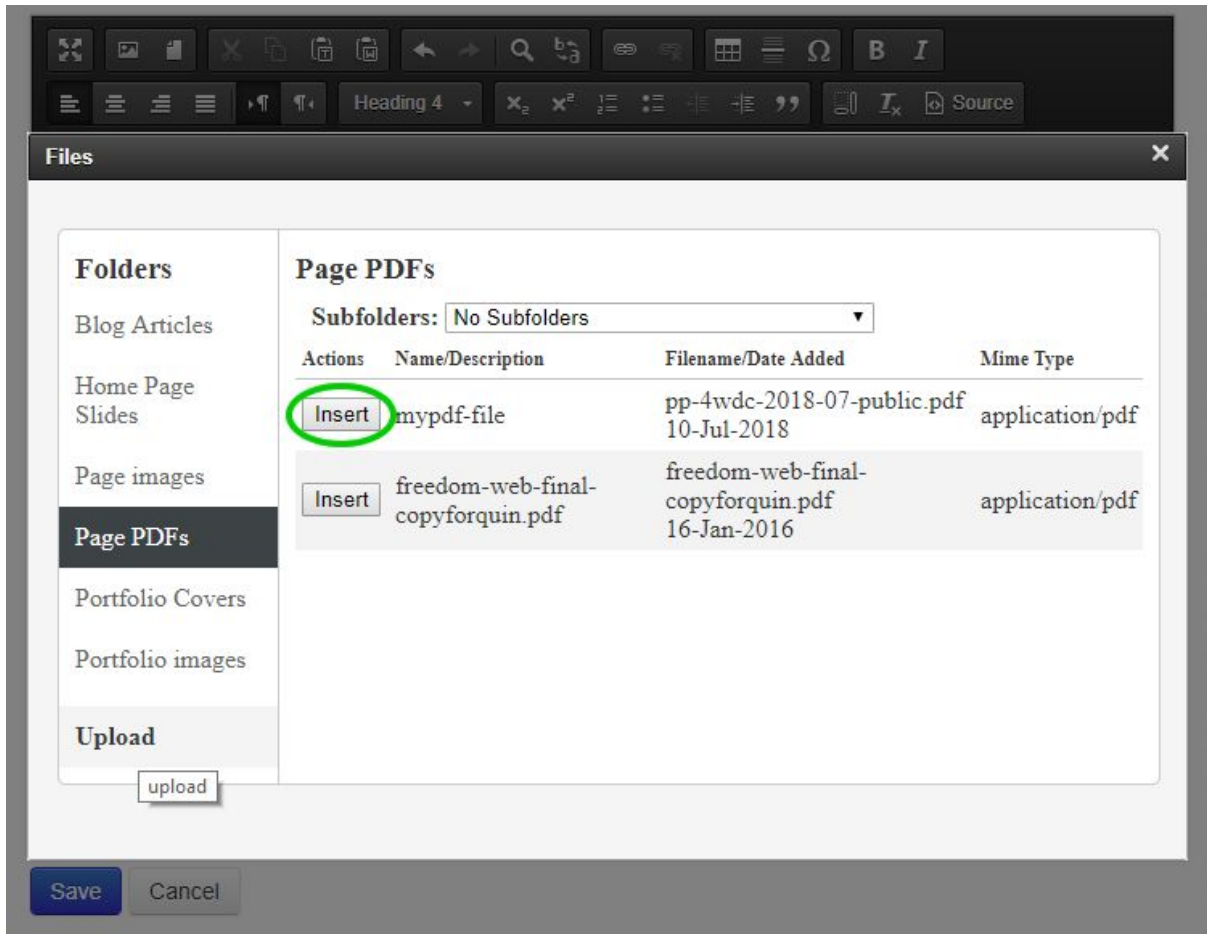 B I
Heading 4 Source
Files
Folders
Blog Articles
Home Page
Slides
Page images
Page PDFs
Portfolio Covers
Portfolio images
Upload
upload
Page PDFs
Subfolders: No Subfolders
Actions Name/Description Filename/Date Added Mime Type
Insert mypdf-file pp-4wdc-2018-07-public.pdf application/pdf
10-Jul-2018
Insert freedom-web-final- freedom-web-final- application/pdf
copyforquin.pdf copyforquin.pdf
16-Jan-2016
Save Cancel